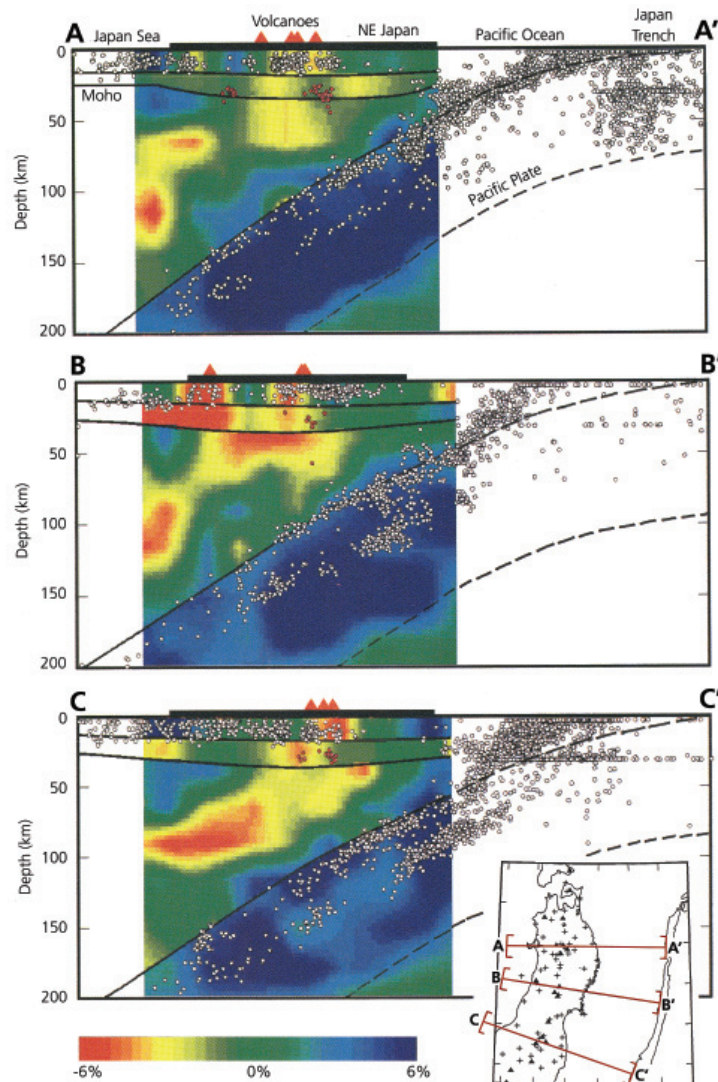 A
Japan Sea
Volcanoes
NE Japan
Pacific Ocean
Japan
Trench
A'
0
Moho
50
Depth (km)
100
Pacific Plate
150
200
B
B'
0
50
Depth (km)
100
150
200
C
C'
0
50
Depth (km)
100
150
200
A
A'
B
B'
C
C'
-6%
0%
6%